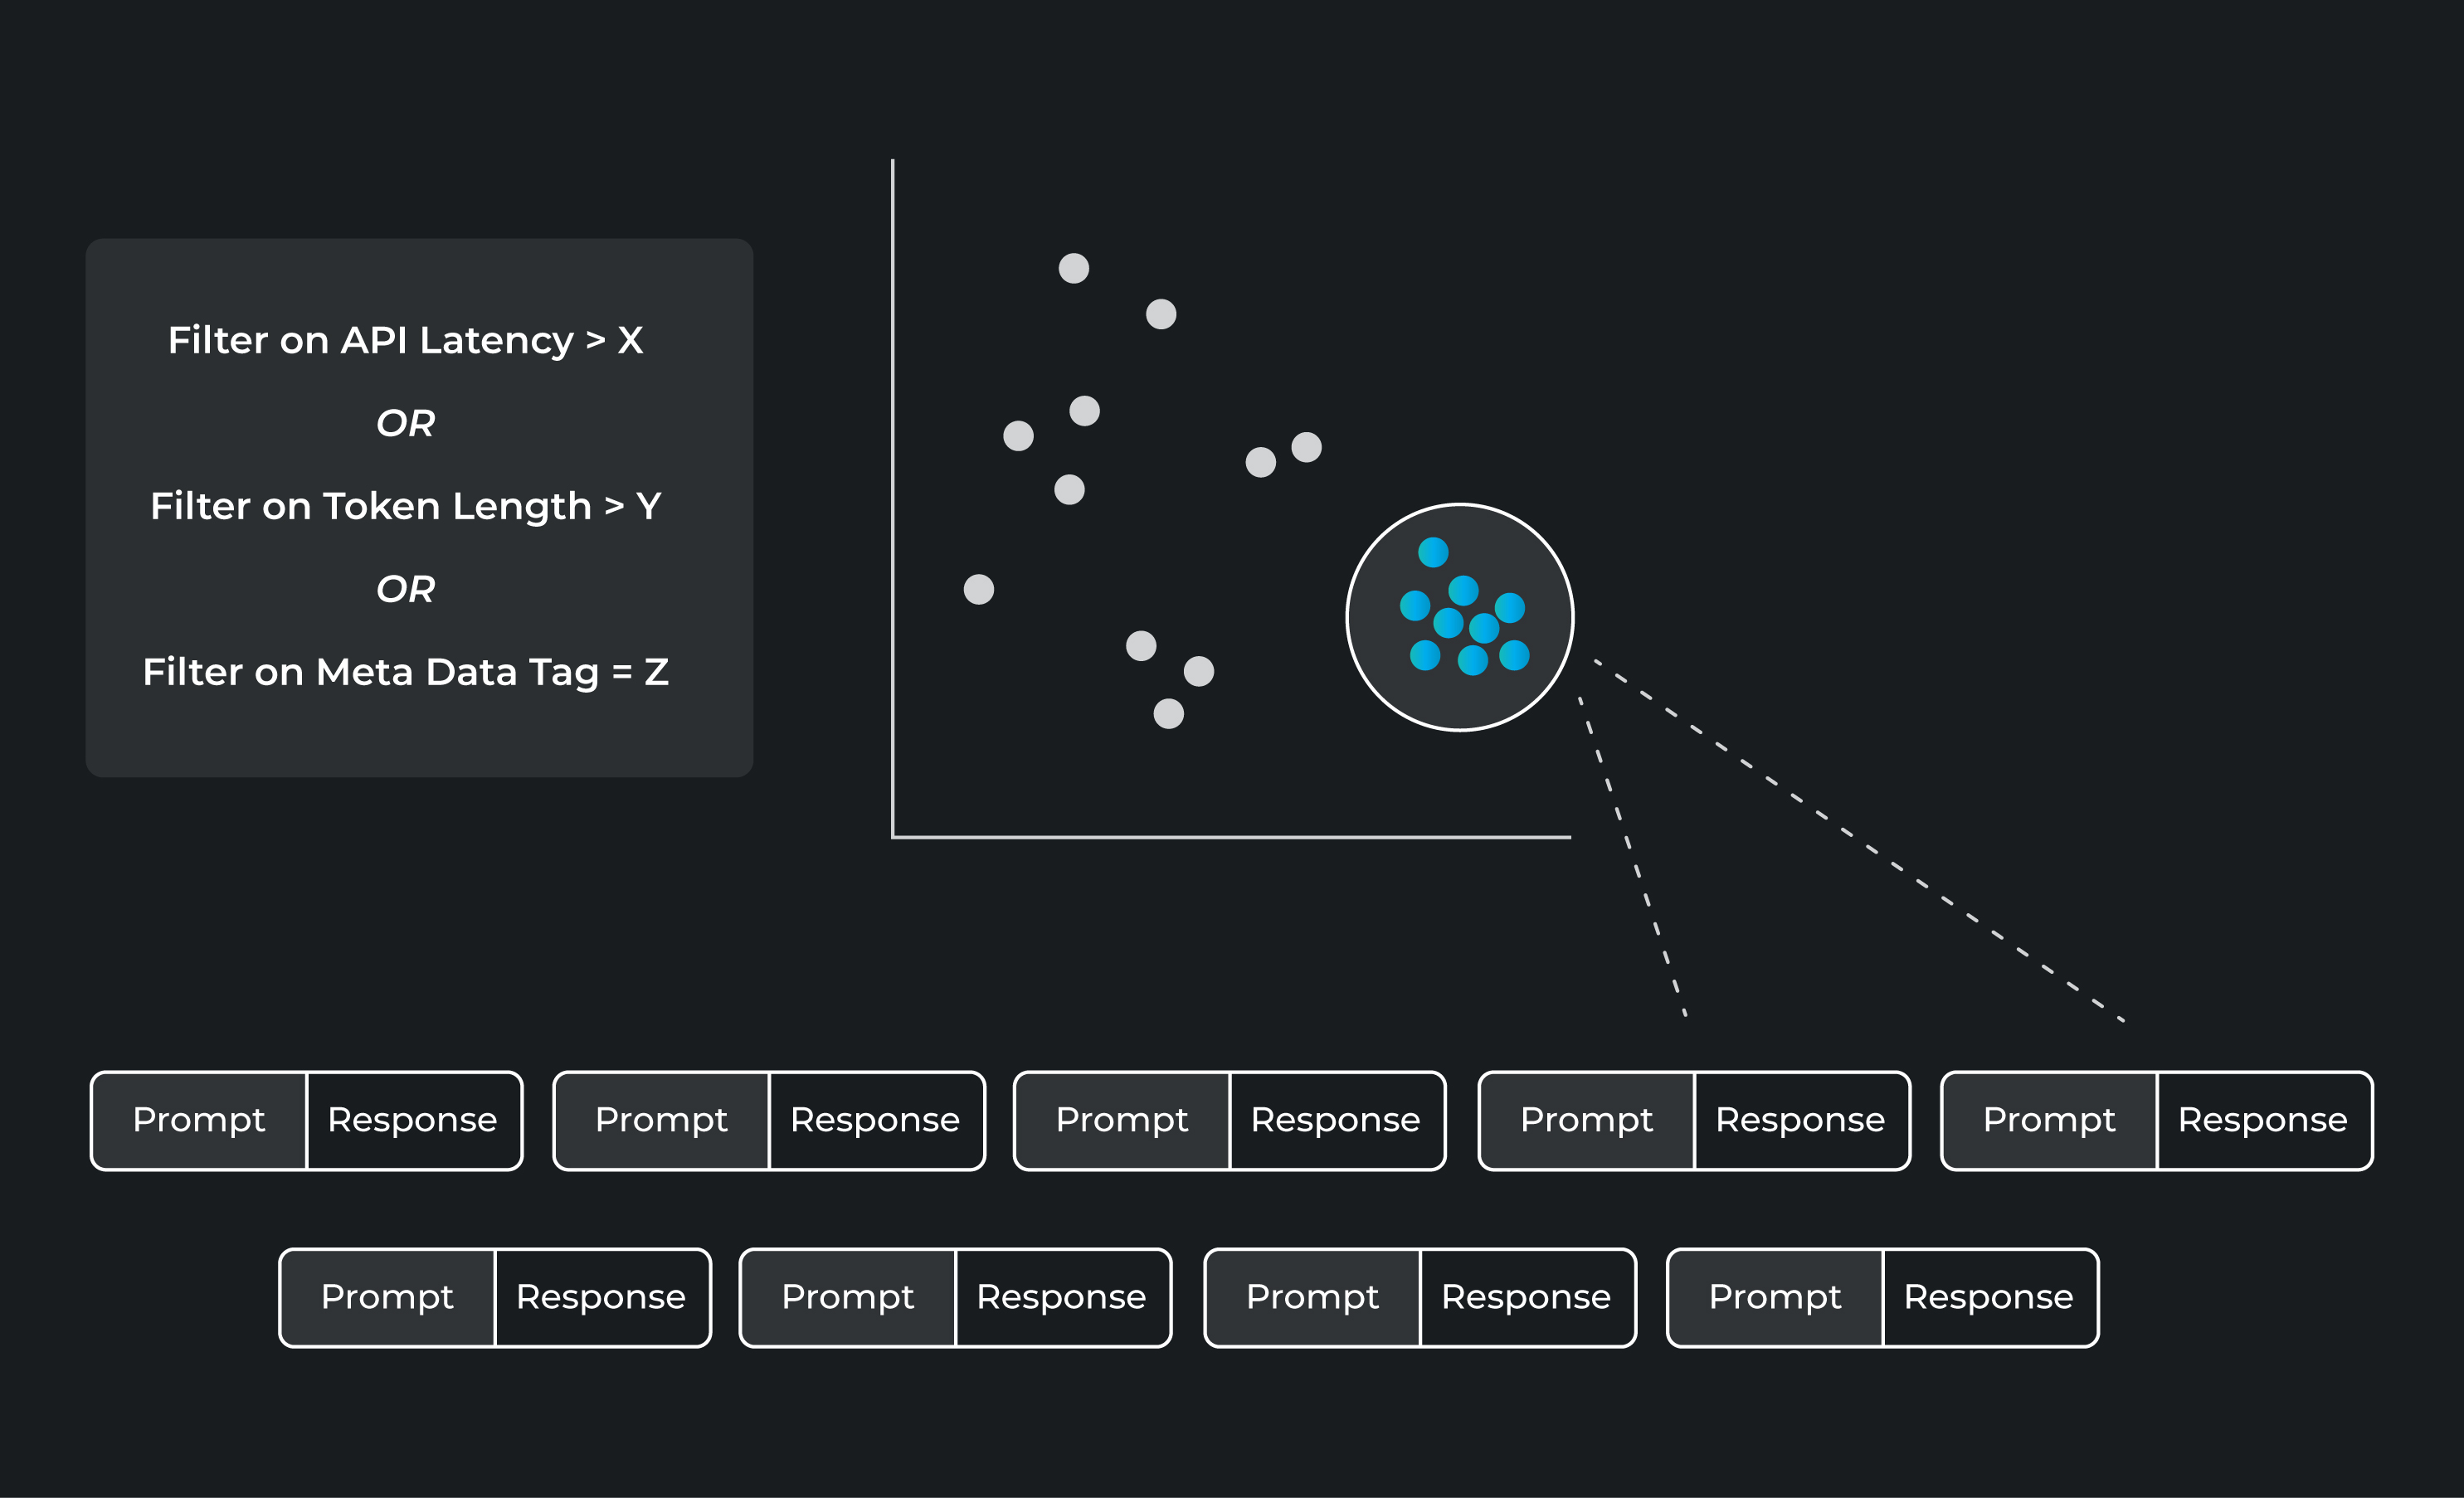 Filter on API Latency > X
OR
Filter on Token Length > Y
OR
Filter on Meta Data Tag = Z
Prompt Response Prompt Response Prompt Response Prompt Response Prompt Response
Prompt Response Prompt Response Prompt Response Prompt Response